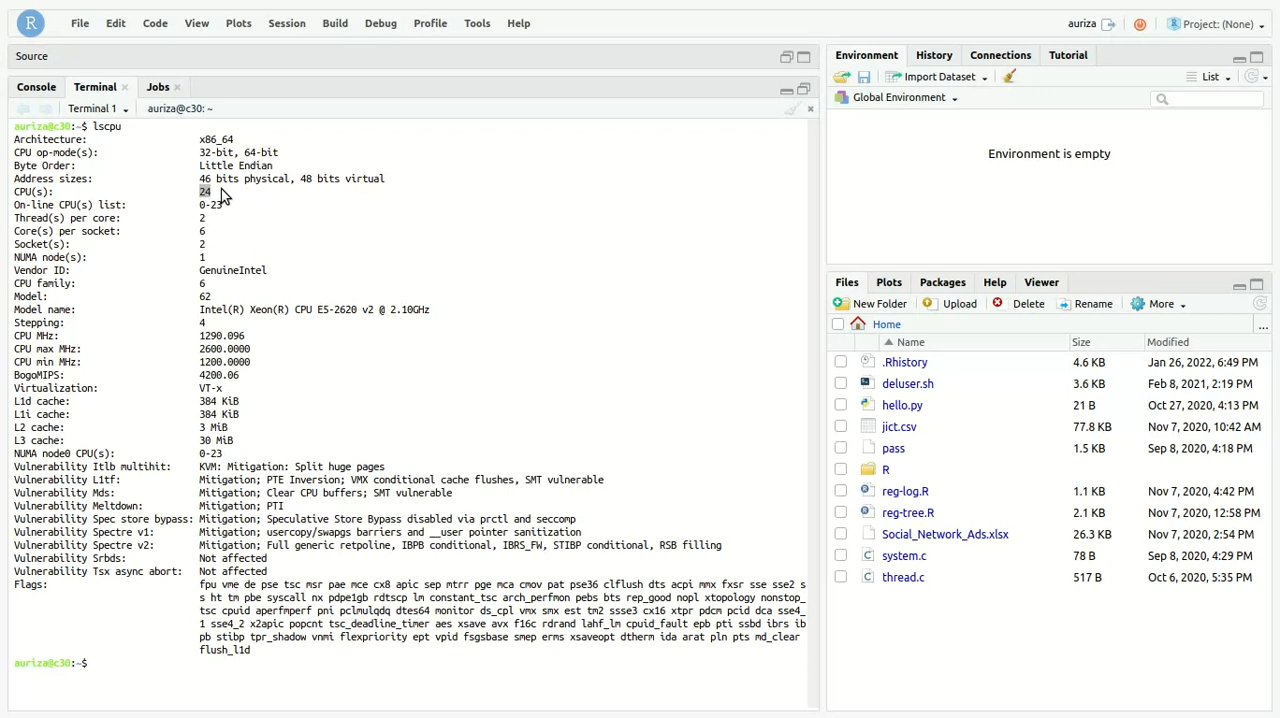 R File Edit Code View Plots Session Build Debug Profile Tools Help auriza Project: (None)
Source
Console Terminal Jobs
Terminal 1 auriza@c30: ~
auriza@c30:~$ lscpu
Architecture: x86_64
CPU op-mode(s): 32-bit, 64-bit
Byte Order: Little Endian
Address sizes: 46 bits physical, 48 bits virtual
CPU(s): 24
On-line CPU(s) list: 0-23
Thread(s) per core: 2
Core(s) per socket: 6
Socket(s): 2
NUMA node(s): 1
Vendor ID: GenuineIntel
CPU family: 6
Model: 62
Model name: Intel(R) Xeon(R) CPU E5-2620 v2 @ 2.10GHz
Stepping: 4
CPU MHz: 1290.096
CPU max MHz: 2600.0000
CPU min MHz: 1200.0000
BogoMIPS: 4200.06
Virtualization: VT-x
L1d cache: 384 KiB
L1i cache: 384 KiB
L2 cache: 3 MiB
L3 cache: 30 MiB
NUMA node0 CPU(s): 0-23
Vulnerability Itlb multihit: KVM: Mitigation: Split huge pages
Vulnerability L1tf: Mitigation; PTE Inversion; VMX conditional cache flushes, SMT vulnerable
Vulnerability Mds: Mitigation; Clear CPU buffers; SMT vulnerable
Vulnerability Meltdown: Mitigation; PTI
Vulnerability Spec store bypass: Mitigation; Speculative Store Bypass disabled via prctl and seccomp
Vulnerability Spectre v1: Mitigation; usercopy/swapgs barriers and __user pointer sanitization
Vulnerability Spectre v2: Mitigation; Full generic retpoline, IBPB conditional, IBRS_FW, STIBP conditional, RSB filling
Vulnerability Srbds: Not affected
Vulnerability Tsx async abort: Not affected
Flags: fpu vme de pse tsc msr pae mce cx8 apic sep mtrr pge mca cmov pat pse36 clflush dts acpi mmx fxsr sse sse2 s
s ht tm pbe syscall nx pdpe1gb rdtscp lm constant_tsc arch_perfmon pebs bts rep_good nopl xtopology nonstop_
tsc cpuid aperfmperf pni pclmulqdq dtes64 monitor ds_cpl vmx smx est tm2 ssse3 cx16 xtpr pdcm pcid dca sse4_
1 sse4_2 x2apic popcnt tsc_deadline_timer aes xsave avx f16c rdrand lahf_lm cpuid_fault epb pti ssbd ibrs ib
pb stibp tpr_shadow vnmi flexpriority ept vpid fsgsbase smep erms xsaveopt dtherm ida arat pln pts md_clear
flush_l1d
auriza@c30:~$
Environment History Connections Tutorial
Import Dataset List
Global Environment
Environment is empty
Files Plots Packages Help Viewer
New Folder Upload Delete Rename More
Home ...
Name Size Modified
.Rhistory 4.6 KB Jan 26, 2022, 6:49 PM
deluser.sh 3.6 KB Feb 8, 2021, 2:19 PM
hello.py 21 B Oct 27, 2020, 4:13 PM
jict.csv 77.8 KB Nov 7, 2020, 10:42 AM
pass 1.5 KB Sep 8, 2020, 4:18 PM
R
reg-log.R 1.1 KB Nov 7, 2020, 4:42 PM
reg-tree.R 2.1 KB Nov 7, 2020, 12:58 PM
Social_Network_Ads.xlsx 26.3 KB Nov 7, 2020, 2:54 PM
system.c 78 B Sep 8, 2020, 4:29 PM
thread.c 517 B Oct 6, 2020, 5:35 PM